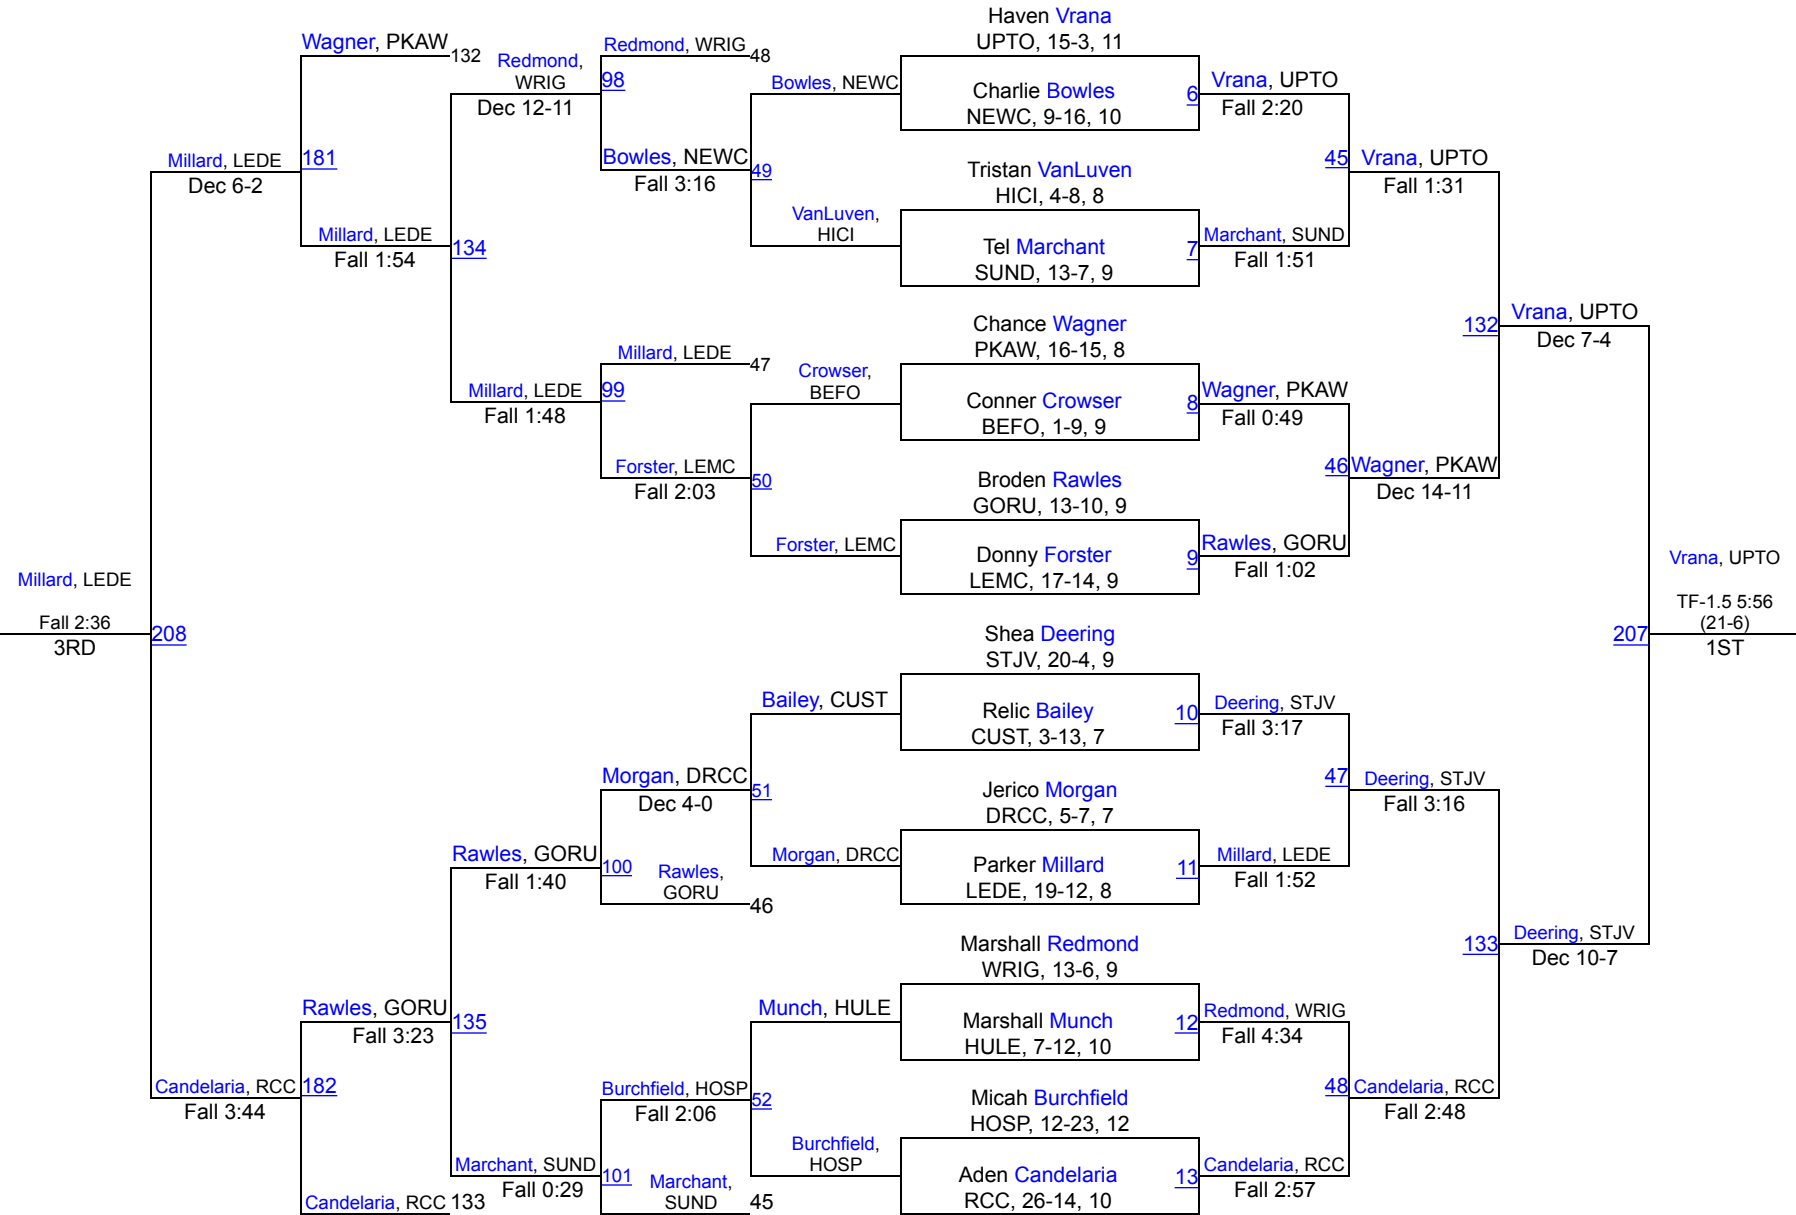 Haven Vrana
UPTO, 15-3, 11
Charlie Bowles
NEWC, 9-16, 10
6
Tristan VanLuven
HICI, 4-8, 8
Tel Marchant
SUND, 13-7, 9
7
Chance Wagner
PKAW, 16-15, 8
Conner Crowser
BEFO, 1-9, 9
8
Broden Rawles
GORU, 13-10, 9
Donny Forster
LEMC, 17-14, 9
9
Shea Deering
STJV, 20-4, 9
Relic Bailey
CUST, 3-13, 7
10
Jerico Morgan
DRCC, 5-7, 7
Parker Millard
LEDE, 19-12, 8
11
Marshall Redmond
WRIG, 13-6, 9
Marshall Munch
HULE, 7-12, 10
12
Micah Burchfield
HOSP, 12-23, 12
Aden Candelaria
RCC, 26-14, 10
13
Vrana, UPTO
Fall 2:20
45
Marchant, SUND
Fall 1:51
Wagner, PKAW
Fall 0:49
46
Rawles, GORU
Fall 1:02
Deering, STJV
Fall 3:17
47
Millard, LEDE
Fall 1:52
Redmond, WRIG
Fall 4:34
48
Candelaria, RCC
Fall 2:57
Vrana, UPTO
Fall 1:31
132
Wagner, PKAW
Dec 14-11
Deering, STJV
Fall 3:16
133
Candelaria, RCC
Fall 2:48
Vrana, UPTO
Dec 7-4
207
Deering, STJV
Dec 10-7
Vrana, UPTO
TF-1.5 5:56
(21-6)
1ST
Bowles, NEWC
49
VanLuven,
HICI
Crowser,
BEFO
50
Forster, LEMC
Bailey, CUST
51
Morgan, DRCC
Munch, HULE
52
Burchfield,
HOSP
Redmond, WRIG
48
98
Bowles, NEWC
Fall 3:16
Millard, LEDE
47
99
Forster, LEMC
Fall 2:03
Morgan, DRCC
Dec 4-0
100
Rawles,
GORU
46
Burchfield, HOSP
Fall 2:06
101
Marchant,
SUND
45
Redmond,
WRIG
Dec 12-11
134
Millard, LEDE
Fall 1:48
Rawles, GORU
Fall 1:40
135
Marchant, SUND
Fall 0:29
Wagner, PKAW
132
181
Millard, LEDE
Fall 1:54
Rawles, GORU
Fall 3:23
182
Candelaria, RCC
133
Millard, LEDE
Dec 6-2
208
Candelaria, RCC
Fall 3:44
Millard, LEDE
Fall 2:36
3RD